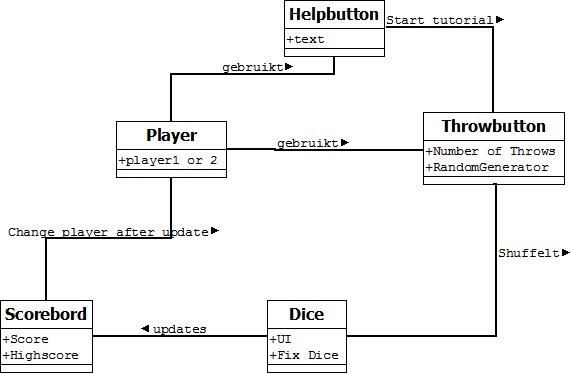 Helpbutton
+text
Start tutorial
gebruikt
Player
+player1 or 2
gebruikt
Throwbutton
+Number of Throws
+RandomGenerator
Change player after update
Shuffelt
Scorebord
+Score
+Highscore
updates
Dice
+UI
+Fix Dice